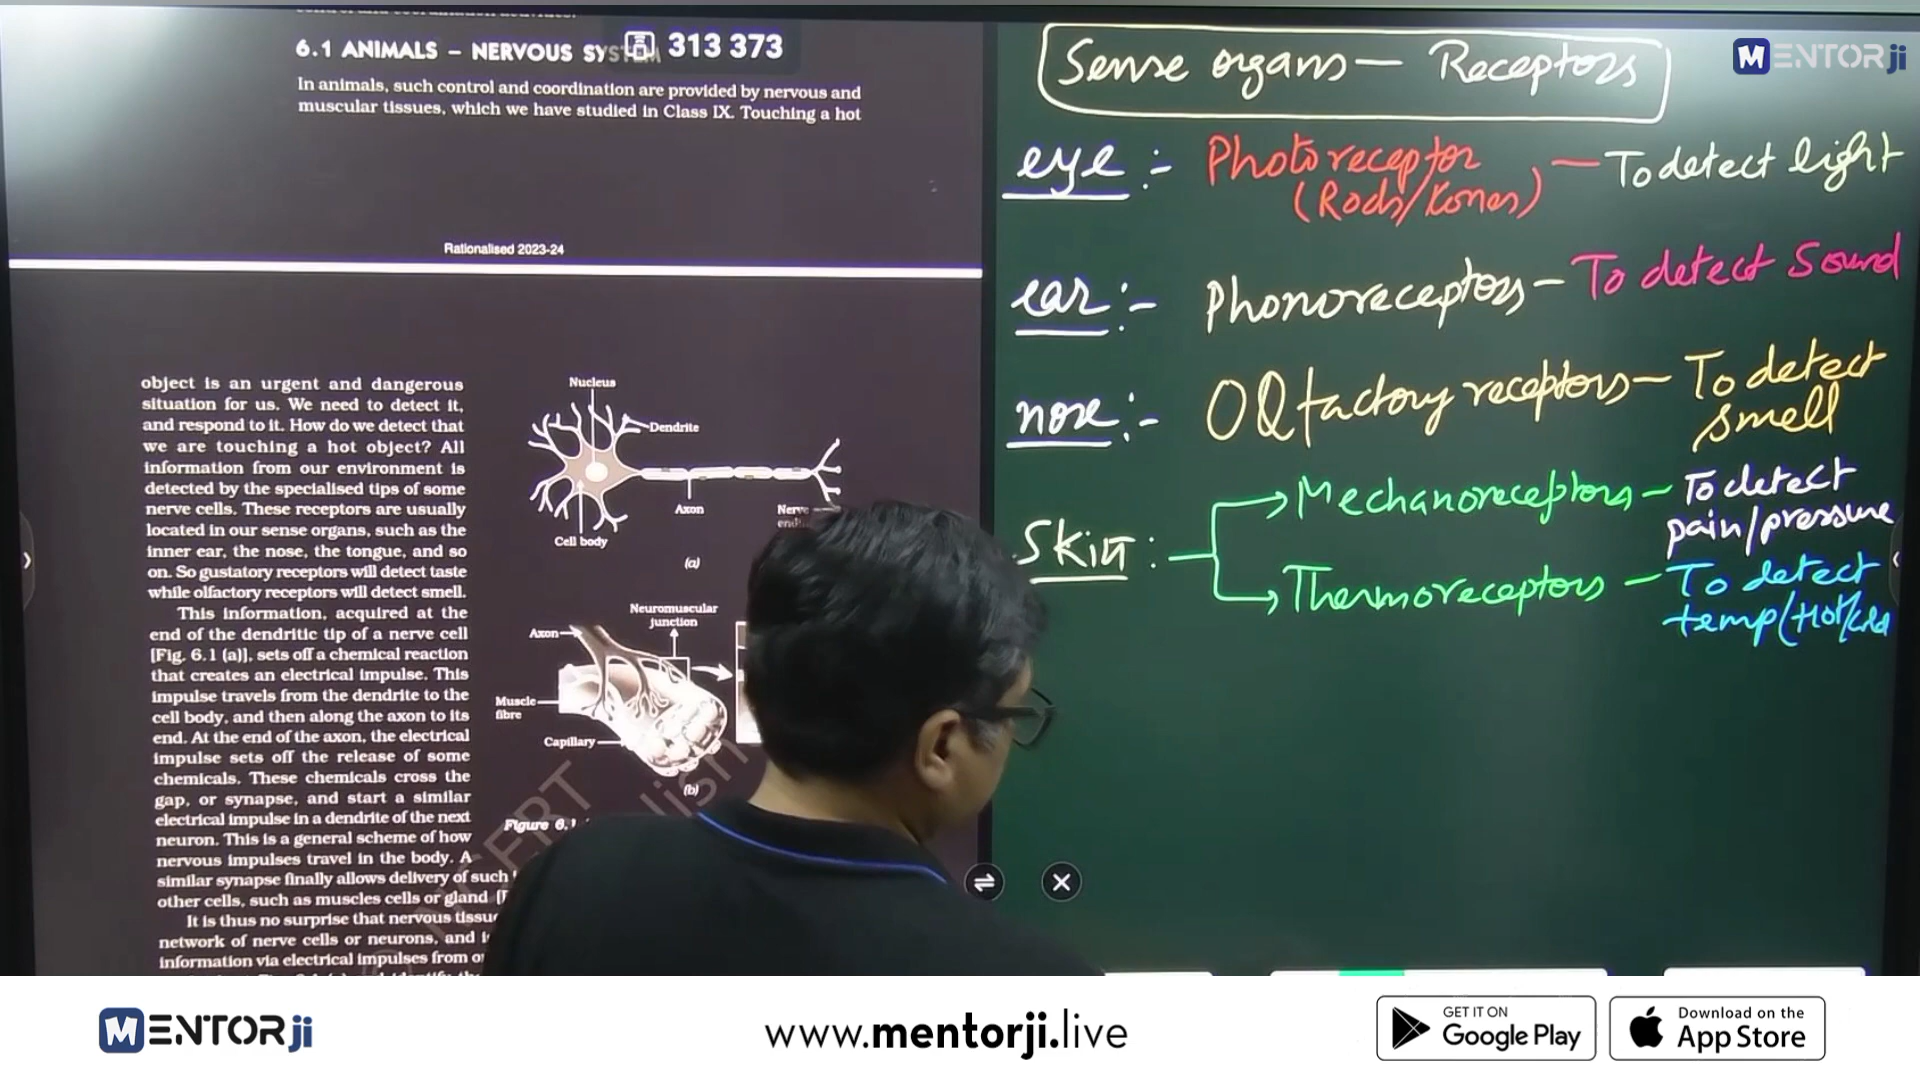 6.1 ANIMALS – NERVOUS SYSTEM
313 373
In animals, such control and coordination are provided by nervous and
muscular tissues, which we have studied in Class IX. Touching a hot
Rationalised 2023-24
object is an urgent and dangerous
situation for us. We need to detect it,
and respond to it. How do we detect that
we are touching a hot object? All
information from our environment is
detected by the specialised tips of some
nerve cells. These receptors are usually
located in our sense organs, such as the
inner ear, the nose, the tongue, and so
on. So gustatory receptors will detect taste
while olfactory receptors will detect smell.
This information, acquired at the
end of the dendritic tip of a nerve cell
[Fig. 6.1 (a)], sets off a chemical reaction
that creates an electrical impulse. This
impulse travels from the dendrite to the
cell body, and then along the axon to its
end. At the end of the axon, the electrical
impulse sets off the release of some
chemicals. These chemicals cross the
gap, or synapse, and start a similar
electrical impulse in a dendrite of the next
neuron. This is a general scheme of how
nervous impulses travel in the body. A
similar synapse finally allows delivery of such
other cells, such as muscles cells or gland
It is thus no surprise that nervous tissue
network of nerve cells or neurons, and
information via electrical impulses from
Nucleus
Dendrite
Axon
Nerve
Cell body
(a)
Neuromuscular
junction
Axon
Muscle
fibre
Capillary
(b)
Figure 6.1
NCERT
Sense organs — Receptors
eye :- Photoreceptor — To detect light
(Rods/Kones)
ear :- Phonoreceptors — To detect Sound
nose :- Olfactory receptors — To detect
smell
Skin : Mechanoreceptors — To detect
pain/pressure
Thermoreceptors — To detect
temp(Hot/cold
MENTORji
MENTORji
www.mentorji.live
GET IT ON
Google Play
Download on the
App Store